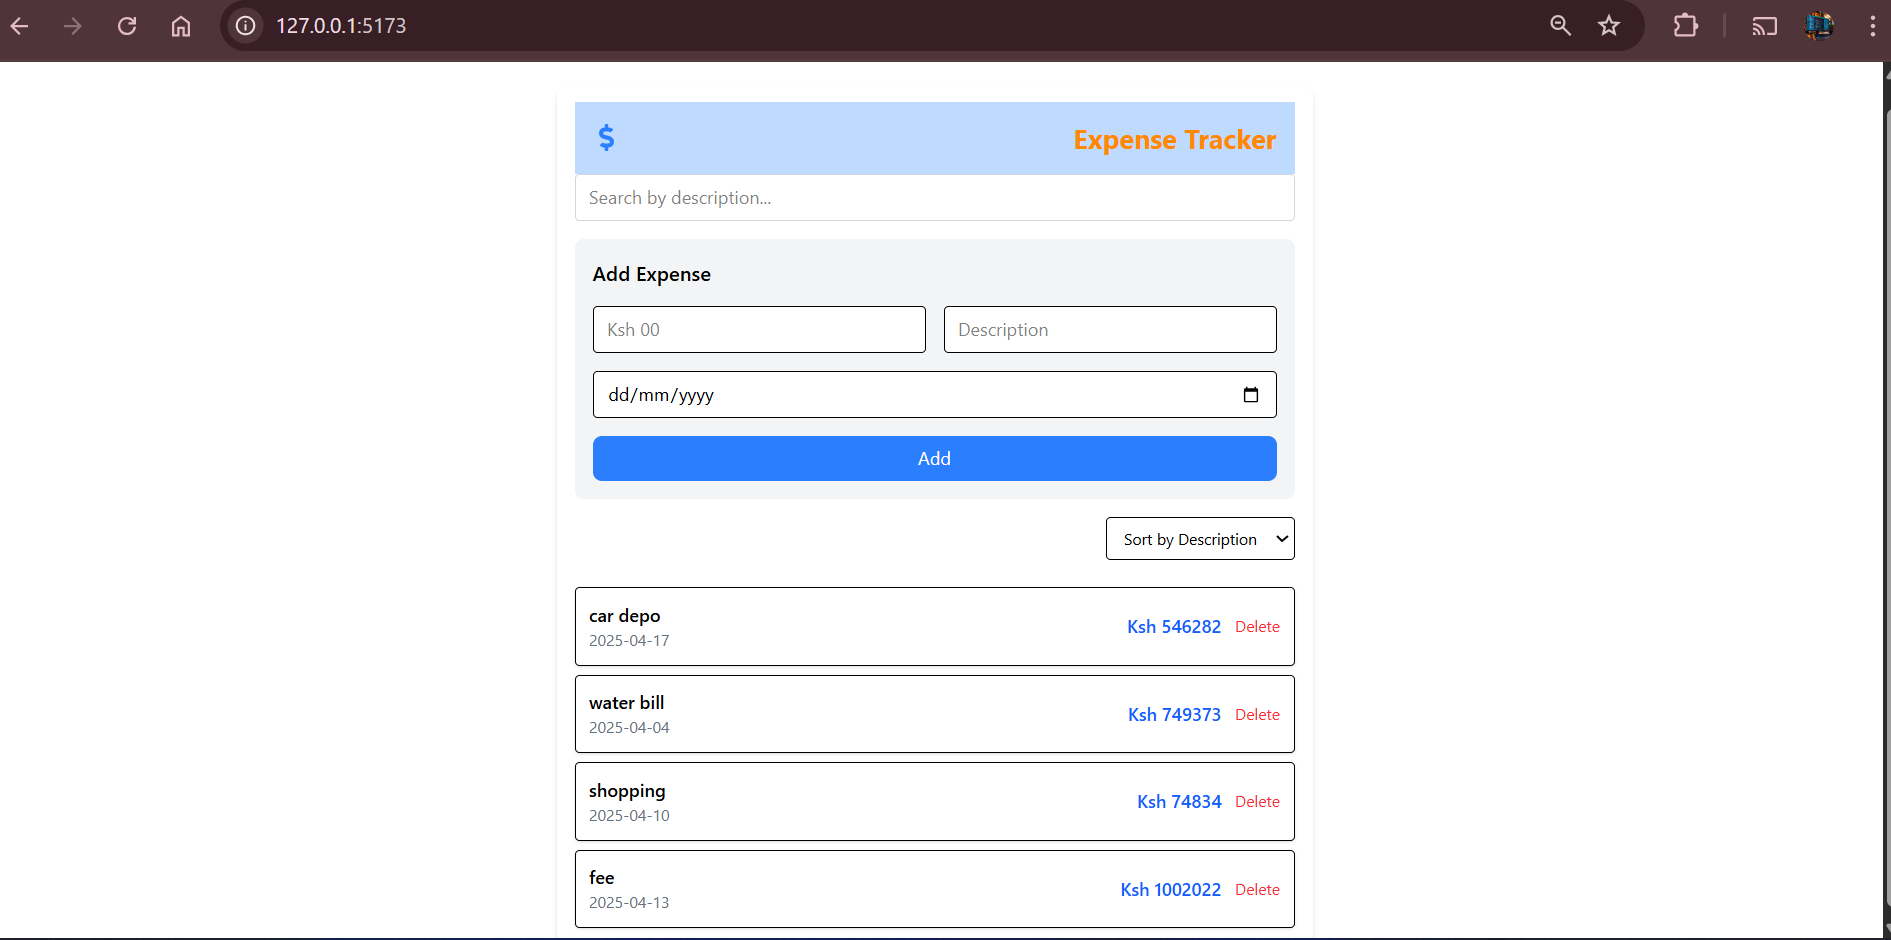 127.0.0.1:5173
$ Expense Tracker
Search by description...
Add Expense
Ksh 00 Description
dd/mm/yyyy
Add
Sort by Description
car depo
2025-04-17
Ksh 546282 Delete
water bill
2025-04-04
Ksh 749373 Delete
shopping
2025-04-10
Ksh 74834 Delete
fee
2025-04-13
Ksh 1002022 Delete